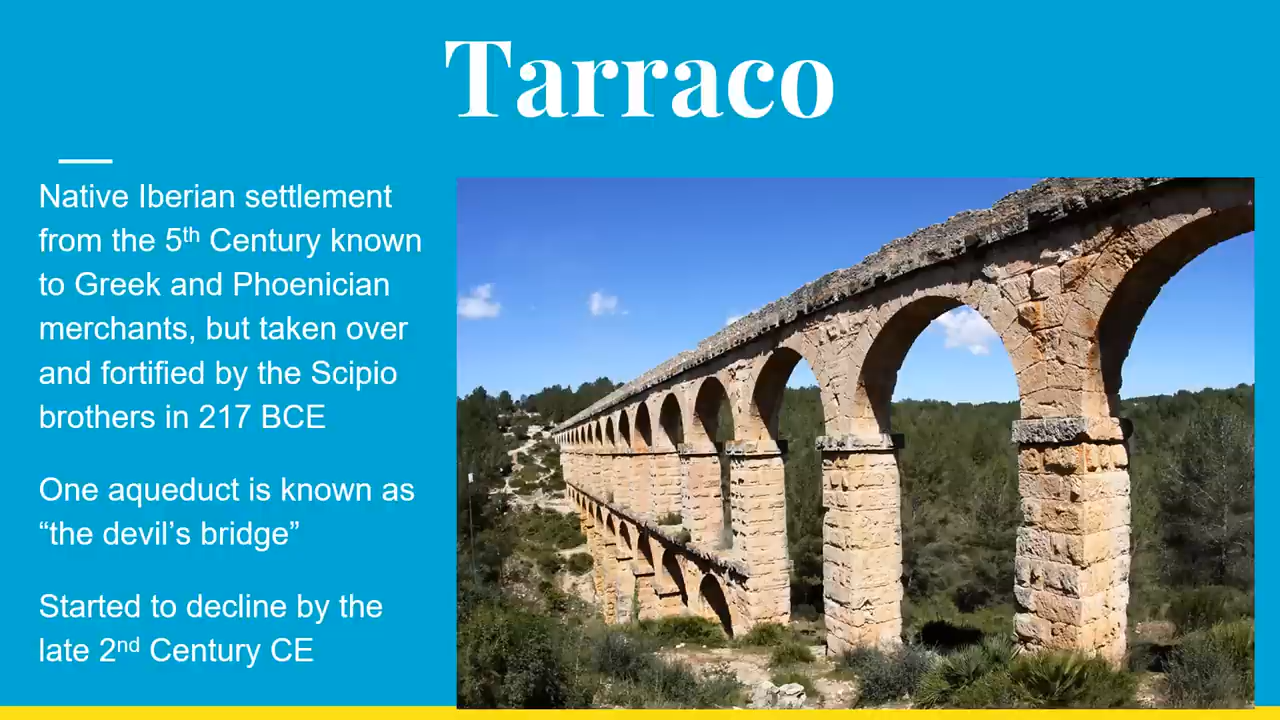 Tarraco
Native Iberian settlement
from the 5th Century known
to Greek and Phoenician
merchants, but taken over
and fortified by the Scipio
brothers in 217 BCE
One aqueduct is known as
“the devil’s bridge”
Started to decline by the
late 2nd Century CE